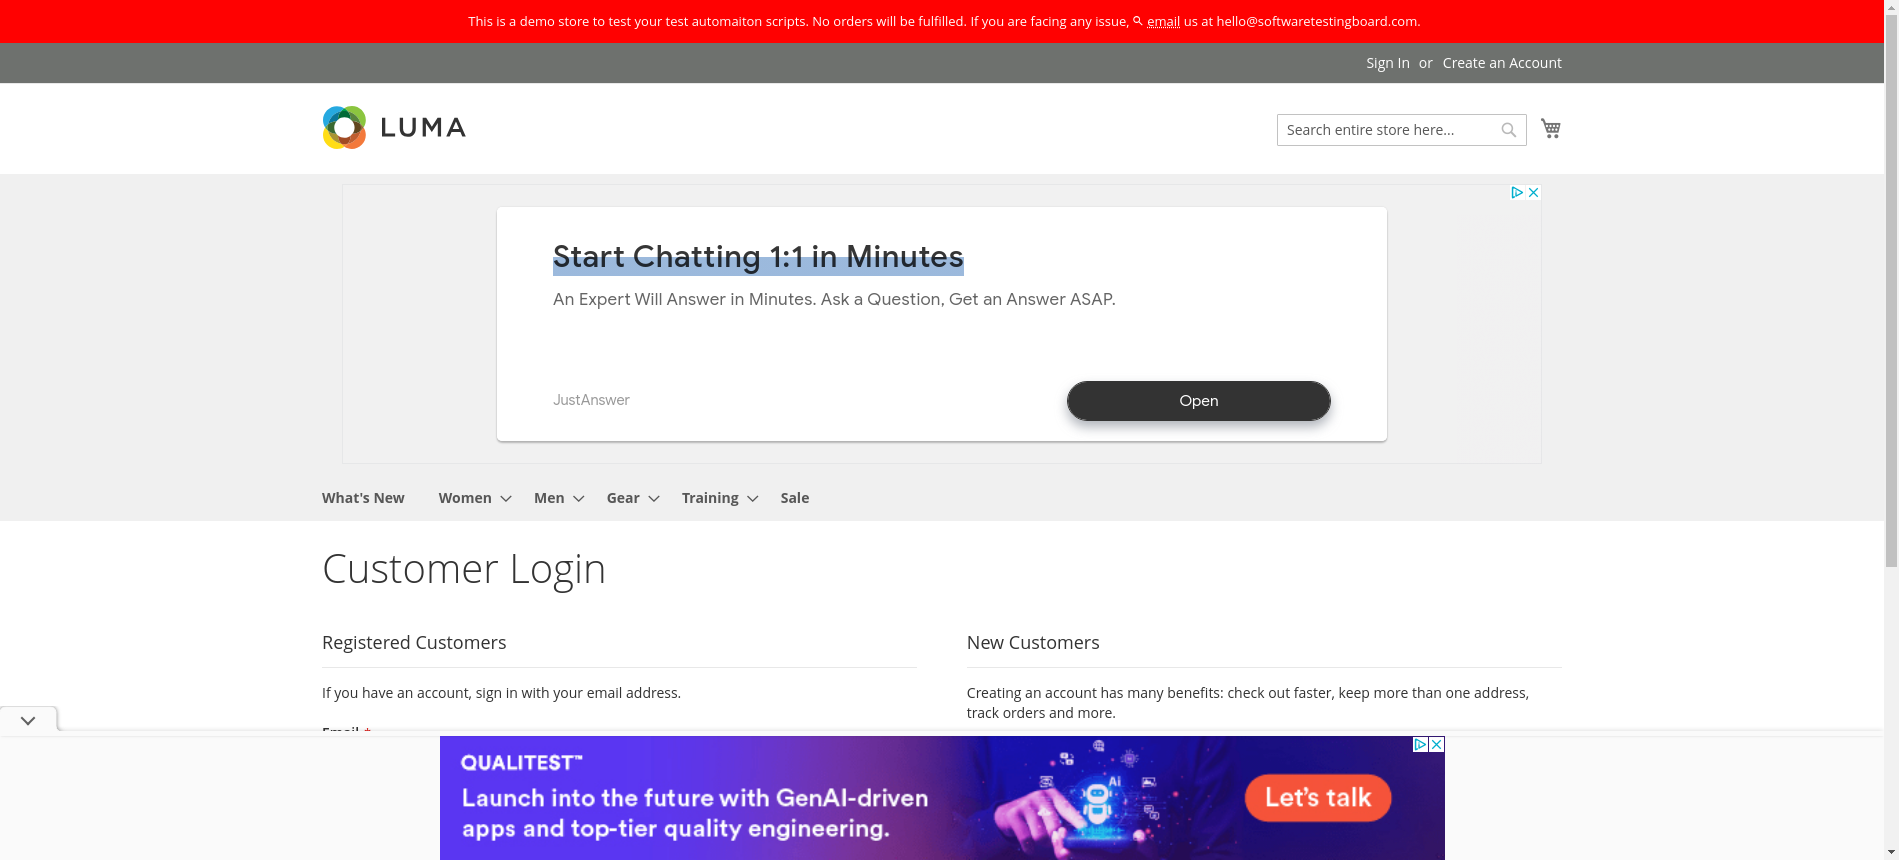 This is a demo store to test your test automaiton scripts. No orders will be fulfilled. If you are facing any issue, email us at hello@softwaretestingboard.com.
Sign In or Create an Account
LUMA
Search entire store here...
Start Chatting 1:1 in Minutes
An Expert Will Answer in Minutes. Ask a Question, Get an Answer ASAP.
JustAnswer
Open
What's New Women Men Gear Training Sale
Customer Login
Registered Customers
If you have an account, sign in with your email address.
Email *
New Customers
Creating an account has many benefits: check out faster, keep more than one address,
track orders and more.
QUALITEST™
Launch into the future with GenAI-driven
apps and top-tier quality engineering.
Ai
Let's talk